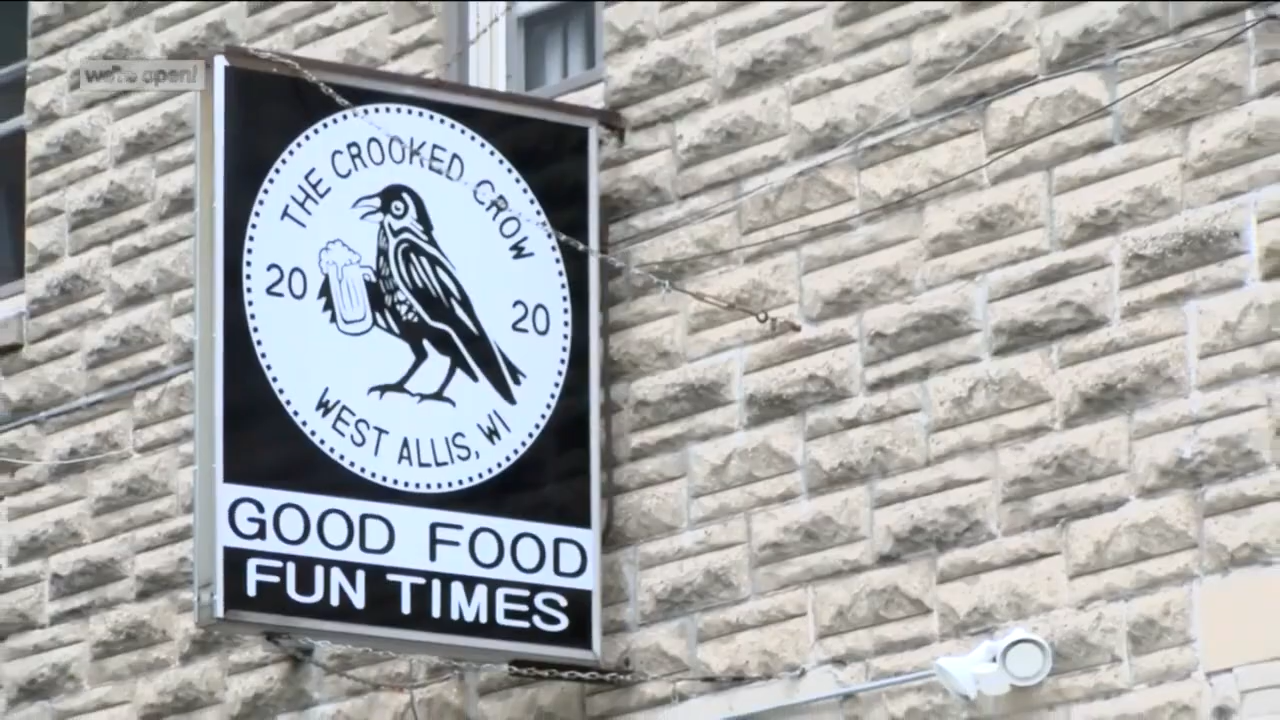 we're open!
THE CROOKED CROW
20 20
WEST ALLIS, WI
GOOD FOOD
FUN TIMES